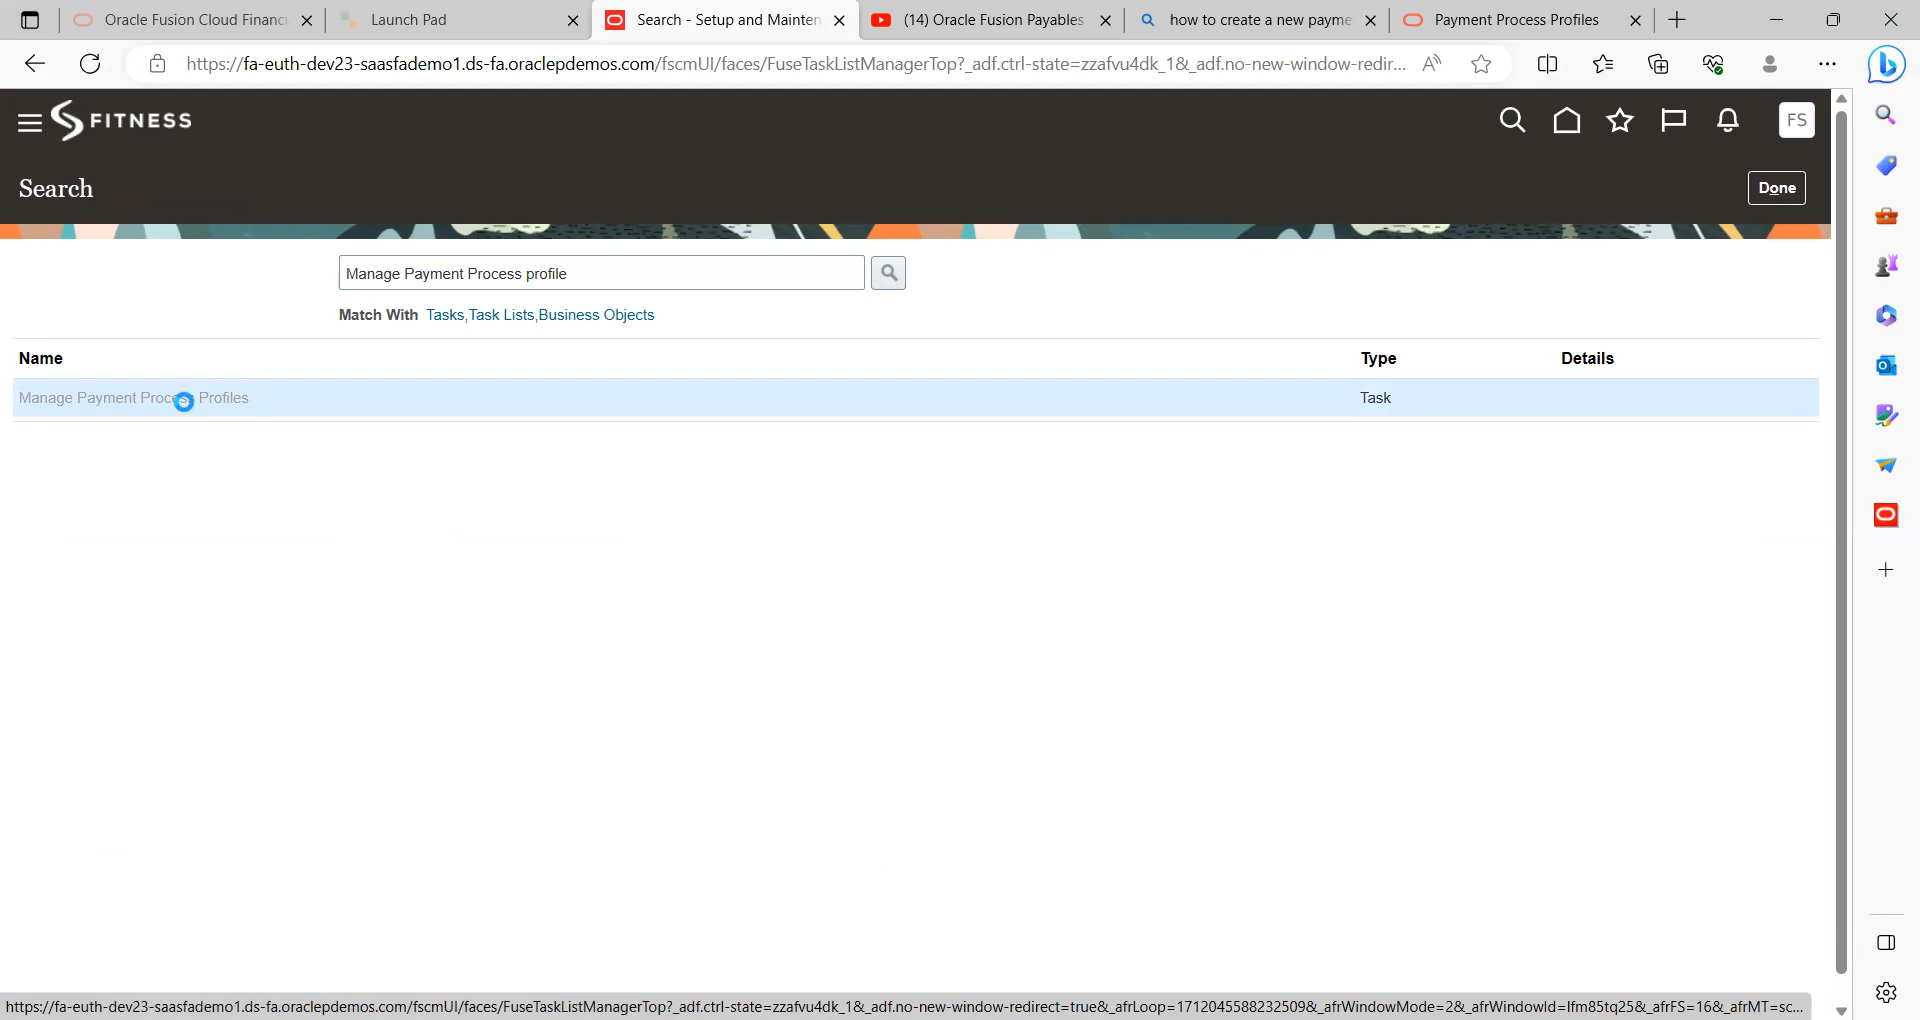 Oracle Fusion Cloud Financi
Launch Pad
Search - Setup and Mainten
(14) Oracle Fusion Payables
how to create a new payme
Payment Process Profiles
https://fa-euth-dev23-saasfademo1.ds-fa.oraclepdemos.com/fscmUI/faces/FuseTaskListManagerTop?_adf.ctrl-state=zzafvu4dk_1&_adf.no-new-window-redir...
FITNESS
FS
Search
Done
Manage Payment Process profile
Match With Tasks,Task Lists,Business Objects
Name Type Details
Manage Payment Process Profiles Task
https://fa-euth-dev23-saasfademo1.ds-fa.oraclepdemos.com/fscmUI/faces/FuseTaskListManagerTop?_adf.ctrl-state=zzafvu4dk_1&_adf.no-new-window-redirect=true&_afrLoop=1712045588232509&_afrWindowMode=2&_afrWindowId=lfm85tq25&_afrFS=16&_afrMT=sc...